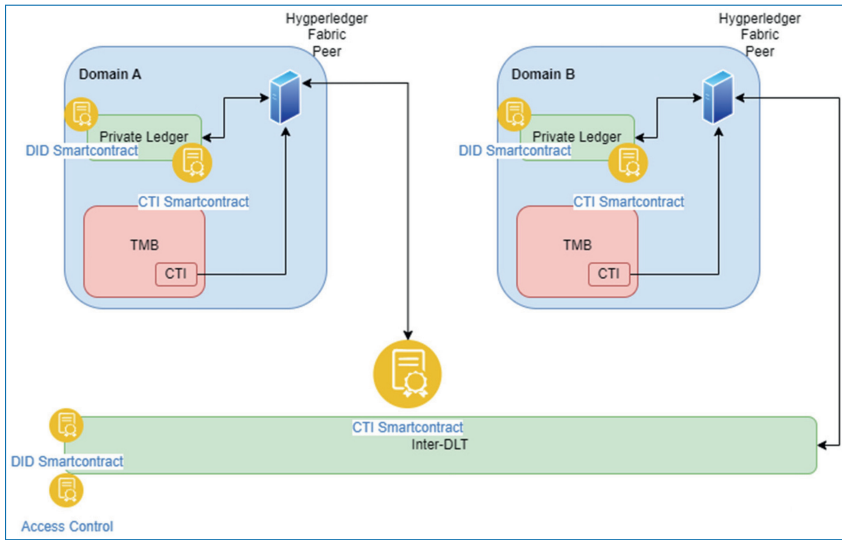 Hygperledger
Fabric
Peer
Domain A
Private Ledger
DID Smartcontract
CTI Smartcontract
TMB
CTI
Hygperledger
Fabric
Peer
Domain B
Private Ledger
DID Smartcontract
CTI Smartcontract
TMB
CTI
CTI Smartcontract
Inter-DLT
DID Smartcontract
Access Control